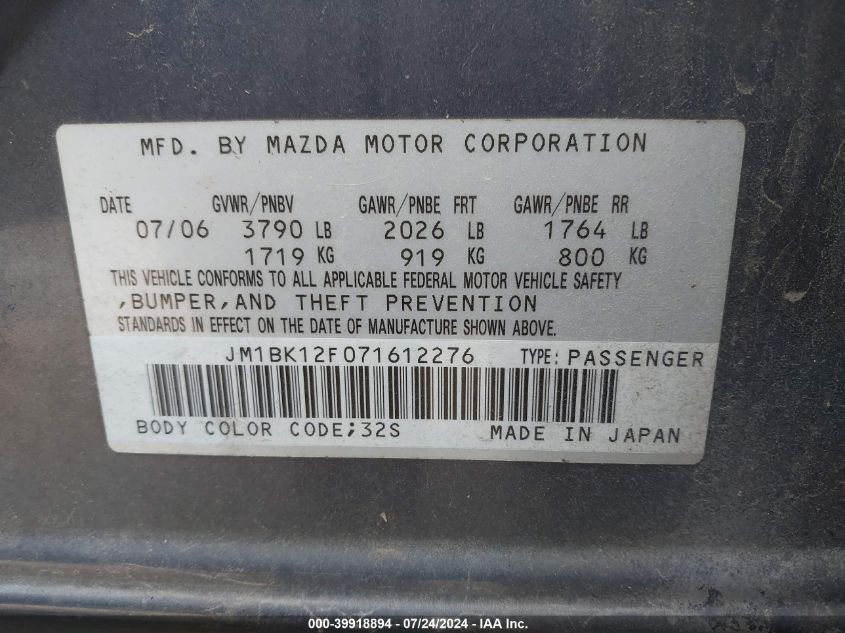 MFD. BY MAZDA MOTOR CORPORATION
DATE GVWR/PNBV GAWR/PNBE FRT GAWR/PNBE RR
07/06 3790 LB 2026 LB 1764 LB
1719 KG 919 KG 800 KG
THIS VEHICLE CONFORMS TO ALL APPLICABLE FEDERAL MOTOR VEHICLE SAFETY
,BUMPER,AND THEFT PREVENTION
STANDARDS IN EFFECT ON THE DATE OF MANUFACTURE SHOWN ABOVE.
JM1BK12F071612276 TYPE: PASSENGER
BODY COLOR CODE;32S MADE IN JAPAN
000-39918894 - 07/24/2024 - IAA Inc.